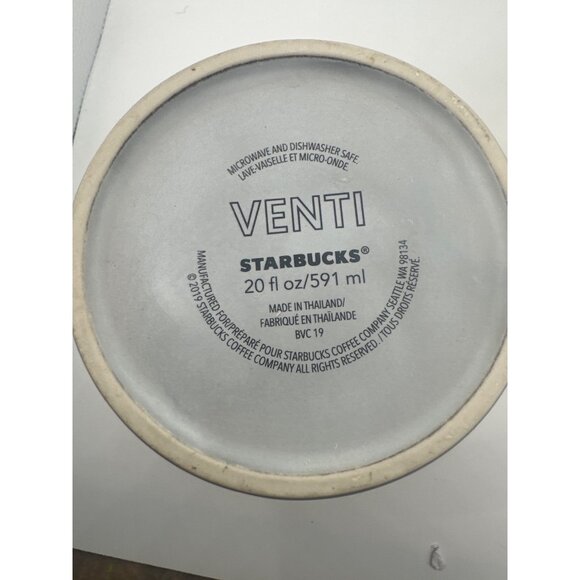 MICROWAVE AND DISHWASHER SAFE.
LAVE-VAISELLE ET MICRO-ONDE.
VENTI
STARBUCKS®
20 fl oz/591 ml
MADE IN THAILAND/
FABRIQUÉ EN THAÏLANDE
BVC 19
MANUFACTURED FOR/PRÉPARÉ POUR STARBUCKS COFFEE COMPANY SEATTLE WA 98134
© 2019 STARBUCKS COFFEE COMPANY ALL RIGHTS RESERVED. / TOUS DROITS RÉSERVÉ.